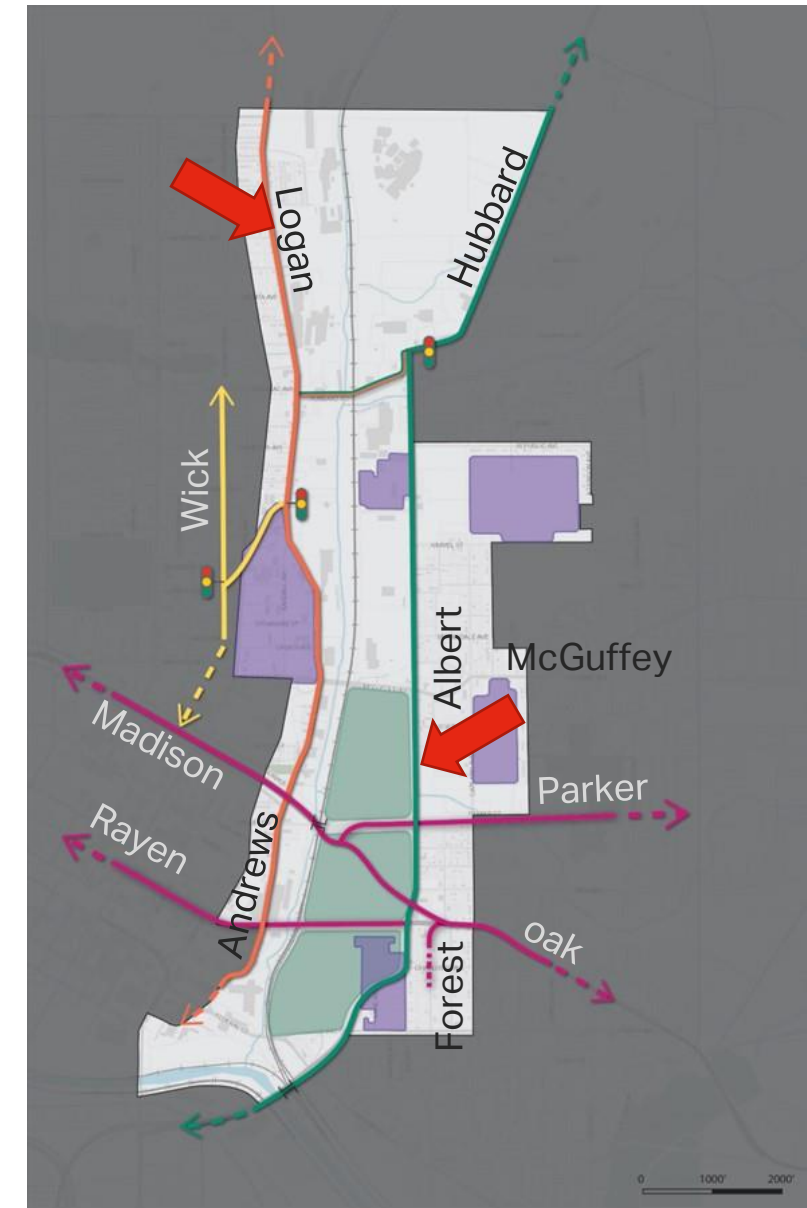 Logan
Hubbard
Wick
Albert
McGuffey
Madison
Parker
Rayen
Andrews
oak
Forest
0 1000' 2000'